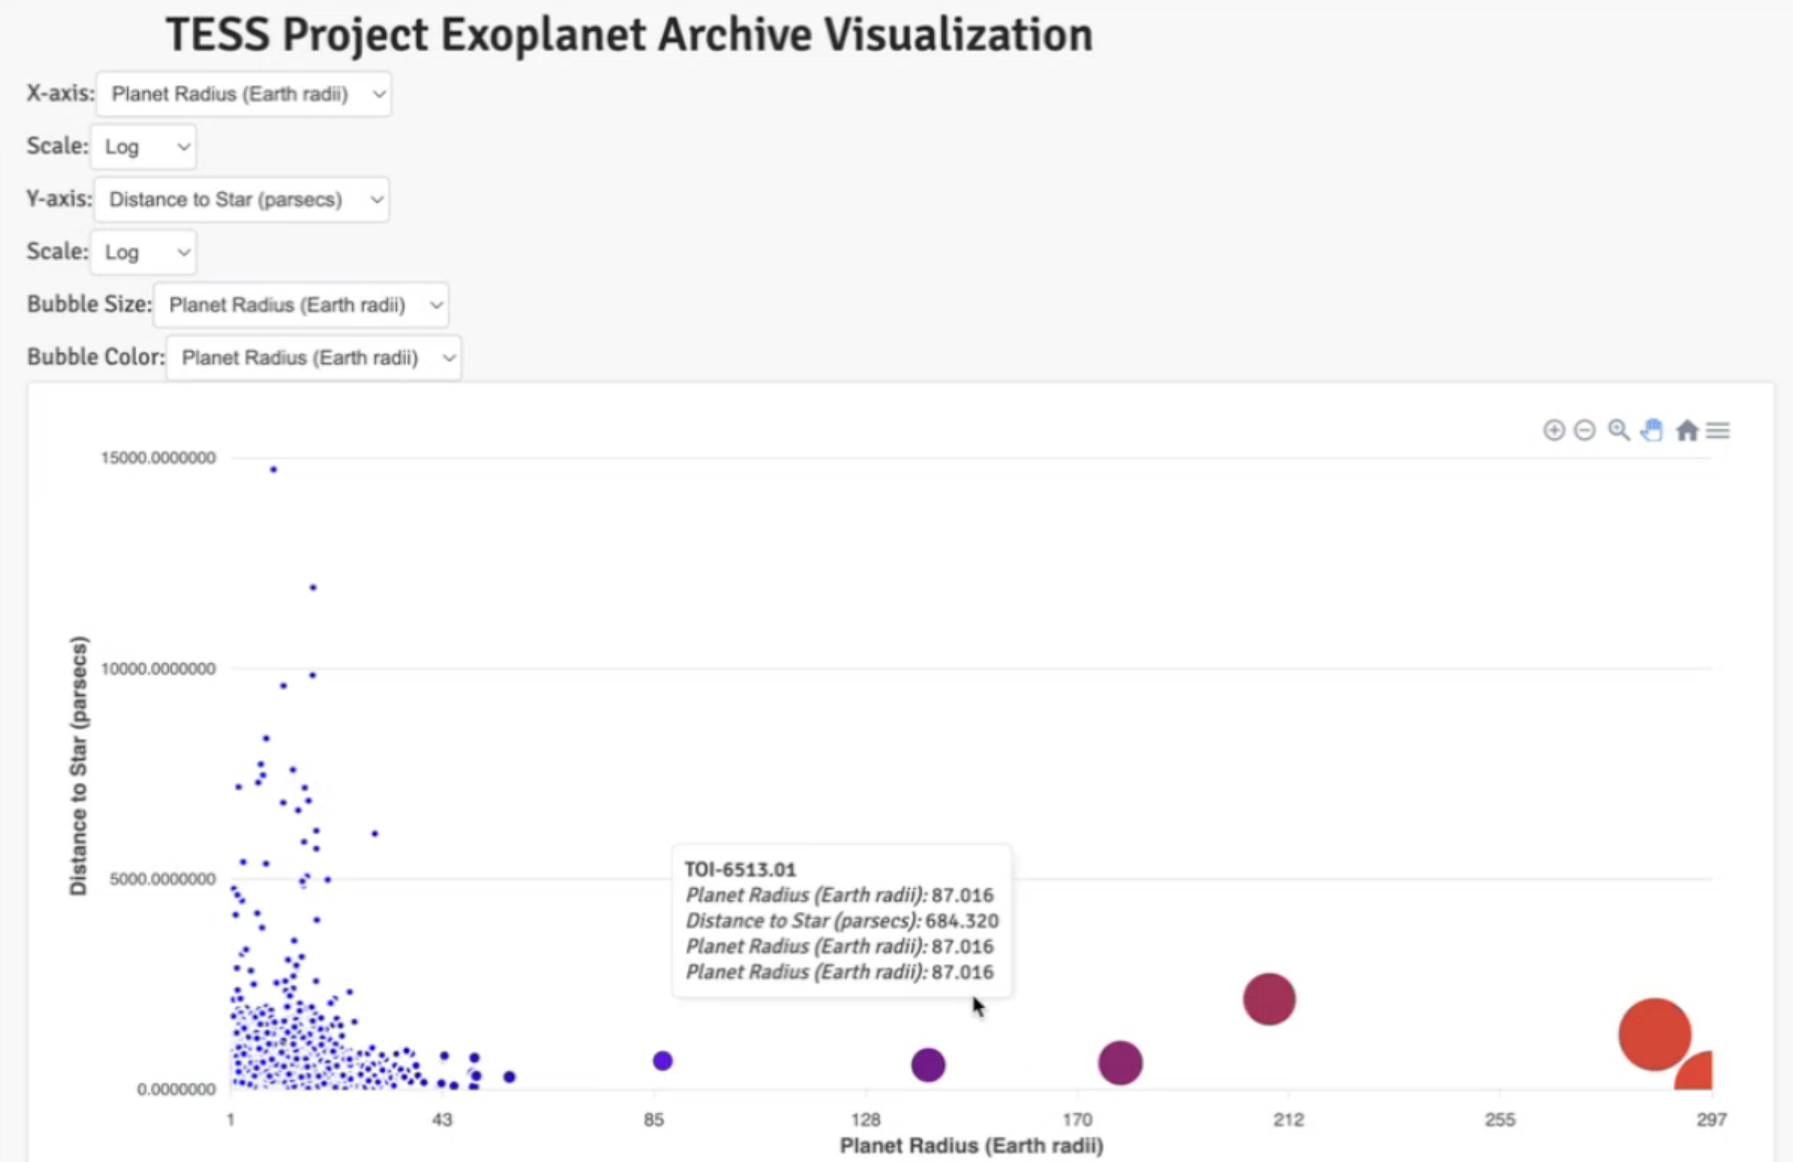 TESS Project Exoplanet Archive Visualization
X-axis: Planet Radius (Earth radii)
Scale: Log
Y-axis: Distance to Star (parsecs)
Scale: Log
Bubble Size: Planet Radius (Earth radii)
Bubble Color: Planet Radius (Earth radii)
15000.0000000
10000.0000000
5000.0000000
0.0000000
Distance to Star (parsecs)
TOI-6513.01
Planet Radius (Earth radii): 87.016
Distance to Star (parsecs): 684.320
Planet Radius (Earth radii): 87.016
Planet Radius (Earth radii): 87.016
1 43 85 128 170 212 255 297
Planet Radius (Earth radii)